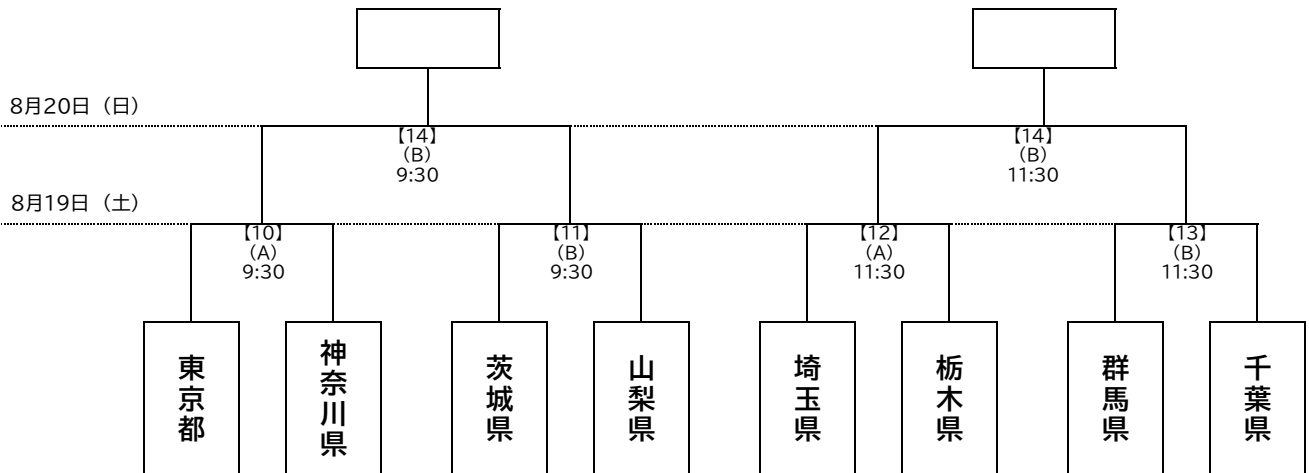 8月20日（日）
【14】
（B）
9:30
【14】
（B）
11:30
8月19日（土）
【10】
（A）
9:30
【11】
（B）
9:30
【12】
（A）
11:30
【13】
（B）
11:30
東京都
神奈川県
茨城県
山梨県
埼玉県
栃木県
群馬県
千葉県